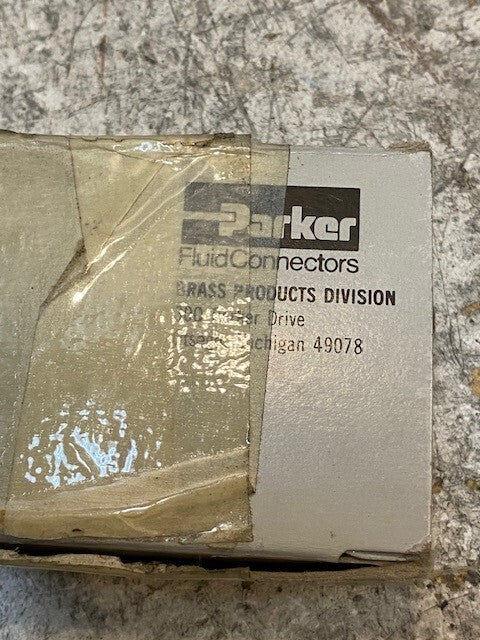 Parker
FluidConnectors
BRASS PRODUCTS DIVISION
Drive
Michigan 49078